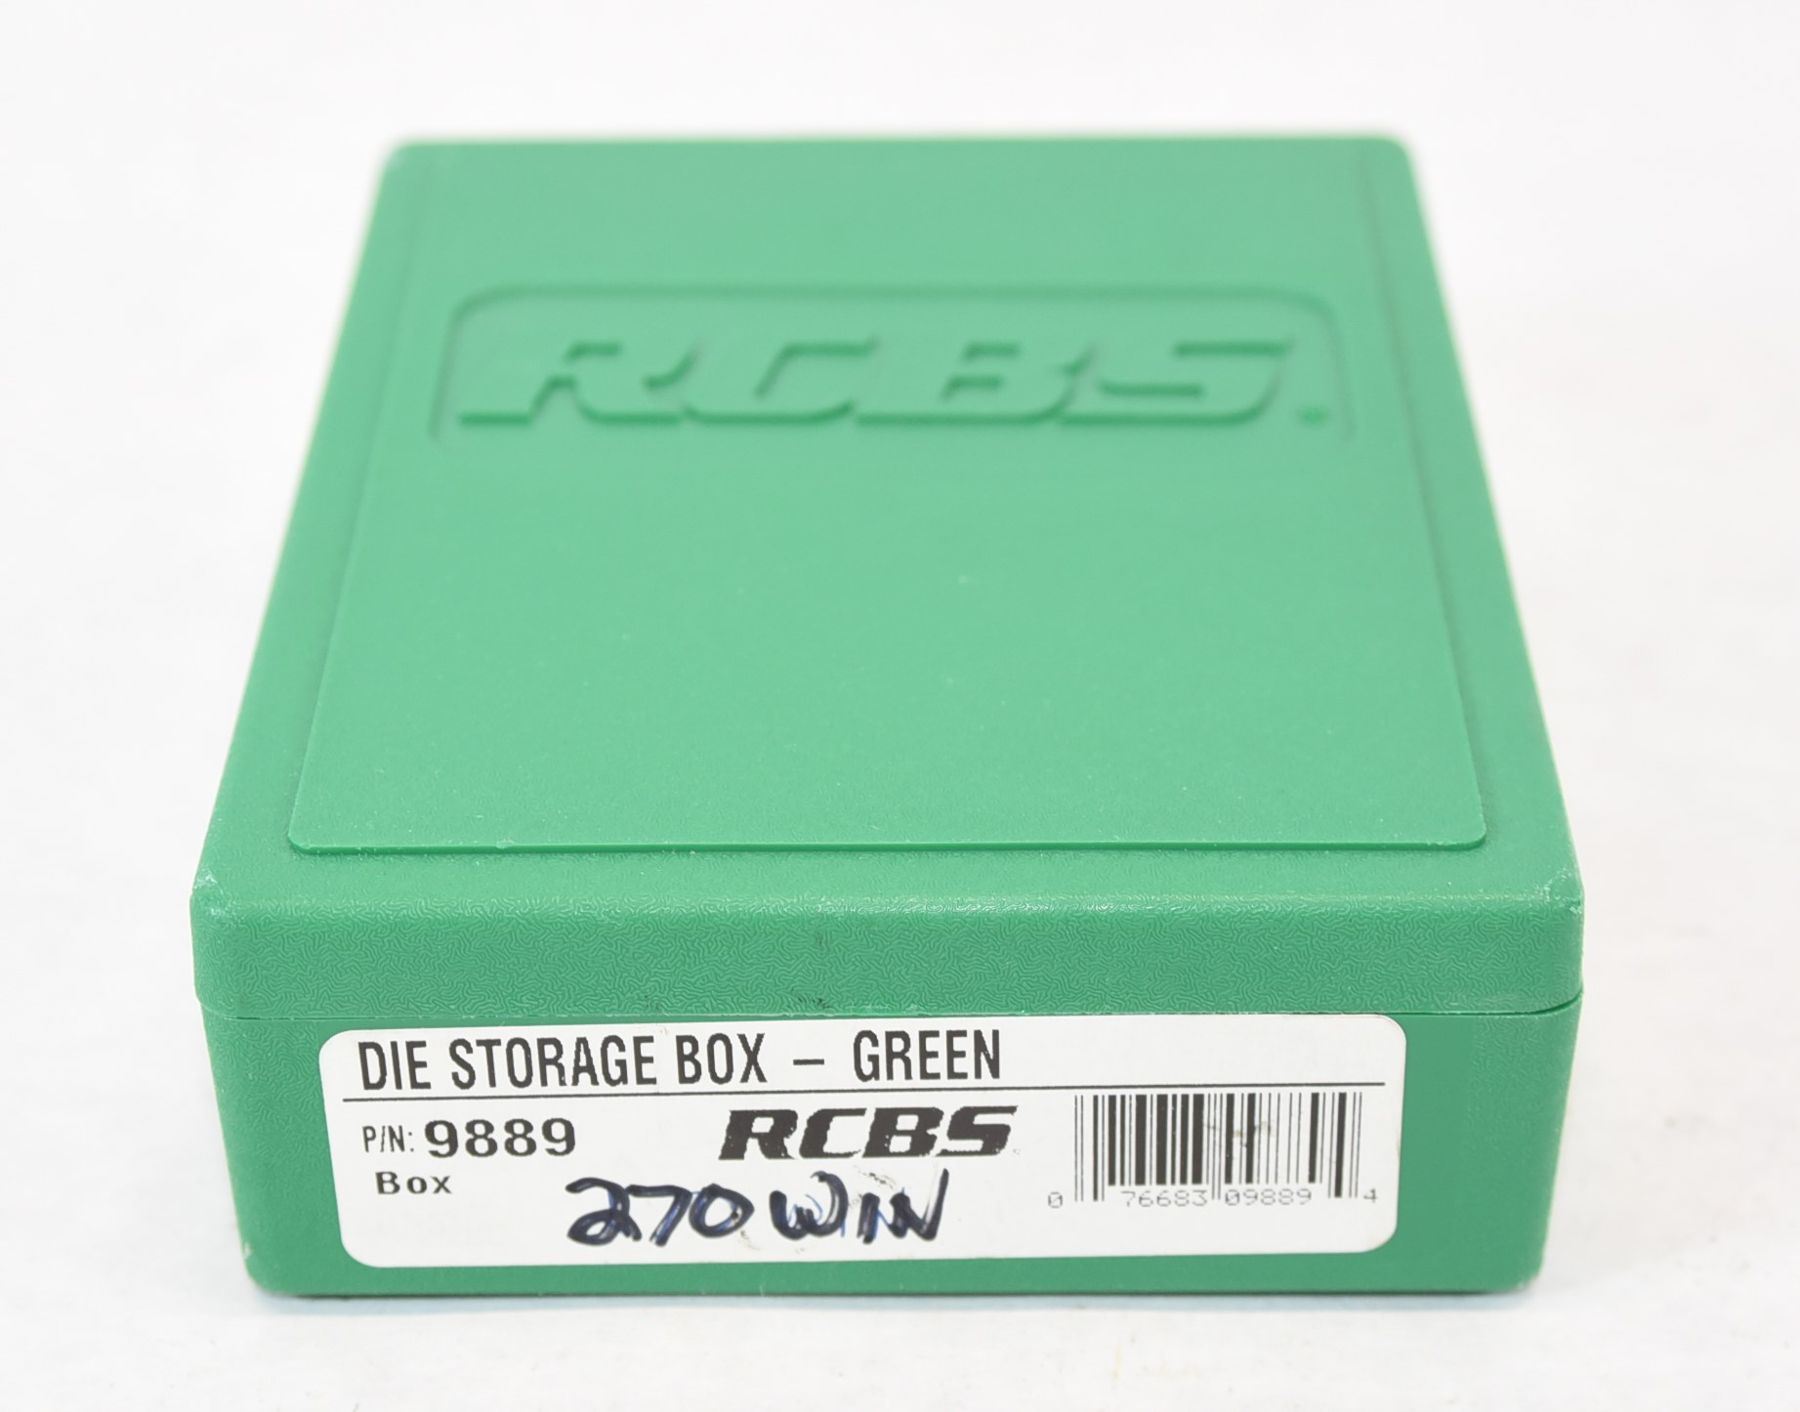 RCBS.
DIE STORAGE BOX – GREEN
P/N: 9889
RCBS
Box
270 WIN
0 76683 09889 4